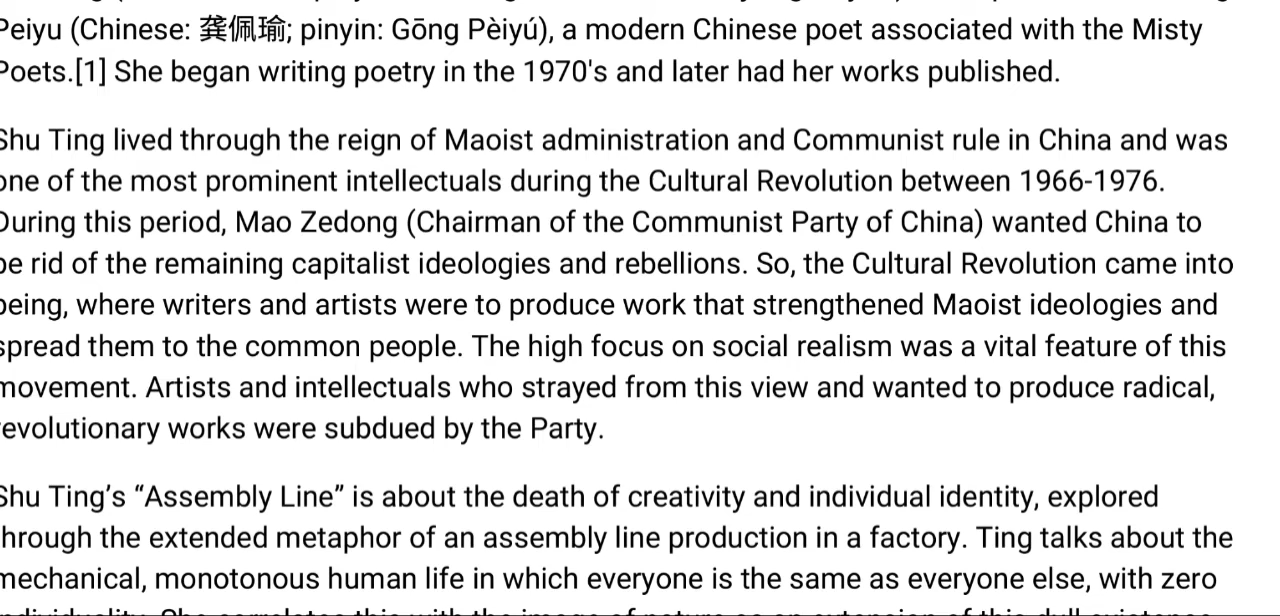 Peiyu (Chinese: 龚佩瑜; pinyin: Gōng Pèiyú), a modern Chinese poet associated with the Misty
Poets.[1] She began writing poetry in the 1970's and later had her works published.
Shu Ting lived through the reign of Maoist administration and Communist rule in China and was
one of the most prominent intellectuals during the Cultural Revolution between 1966-1976.
During this period, Mao Zedong (Chairman of the Communist Party of China) wanted China to
be rid of the remaining capitalist ideologies and rebellions. So, the Cultural Revolution came into
being, where writers and artists were to produce work that strengthened Maoist ideologies and
spread them to the common people. The high focus on social realism was a vital feature of this
movement. Artists and intellectuals who strayed from this view and wanted to produce radical,
revolutionary works were subdued by the Party.
Shu Ting’s “Assembly Line” is about the death of creativity and individual identity, explored
through the extended metaphor of an assembly line production in a factory. Ting talks about the
mechanical, monotonous human life in which everyone is the same as everyone else, with zero